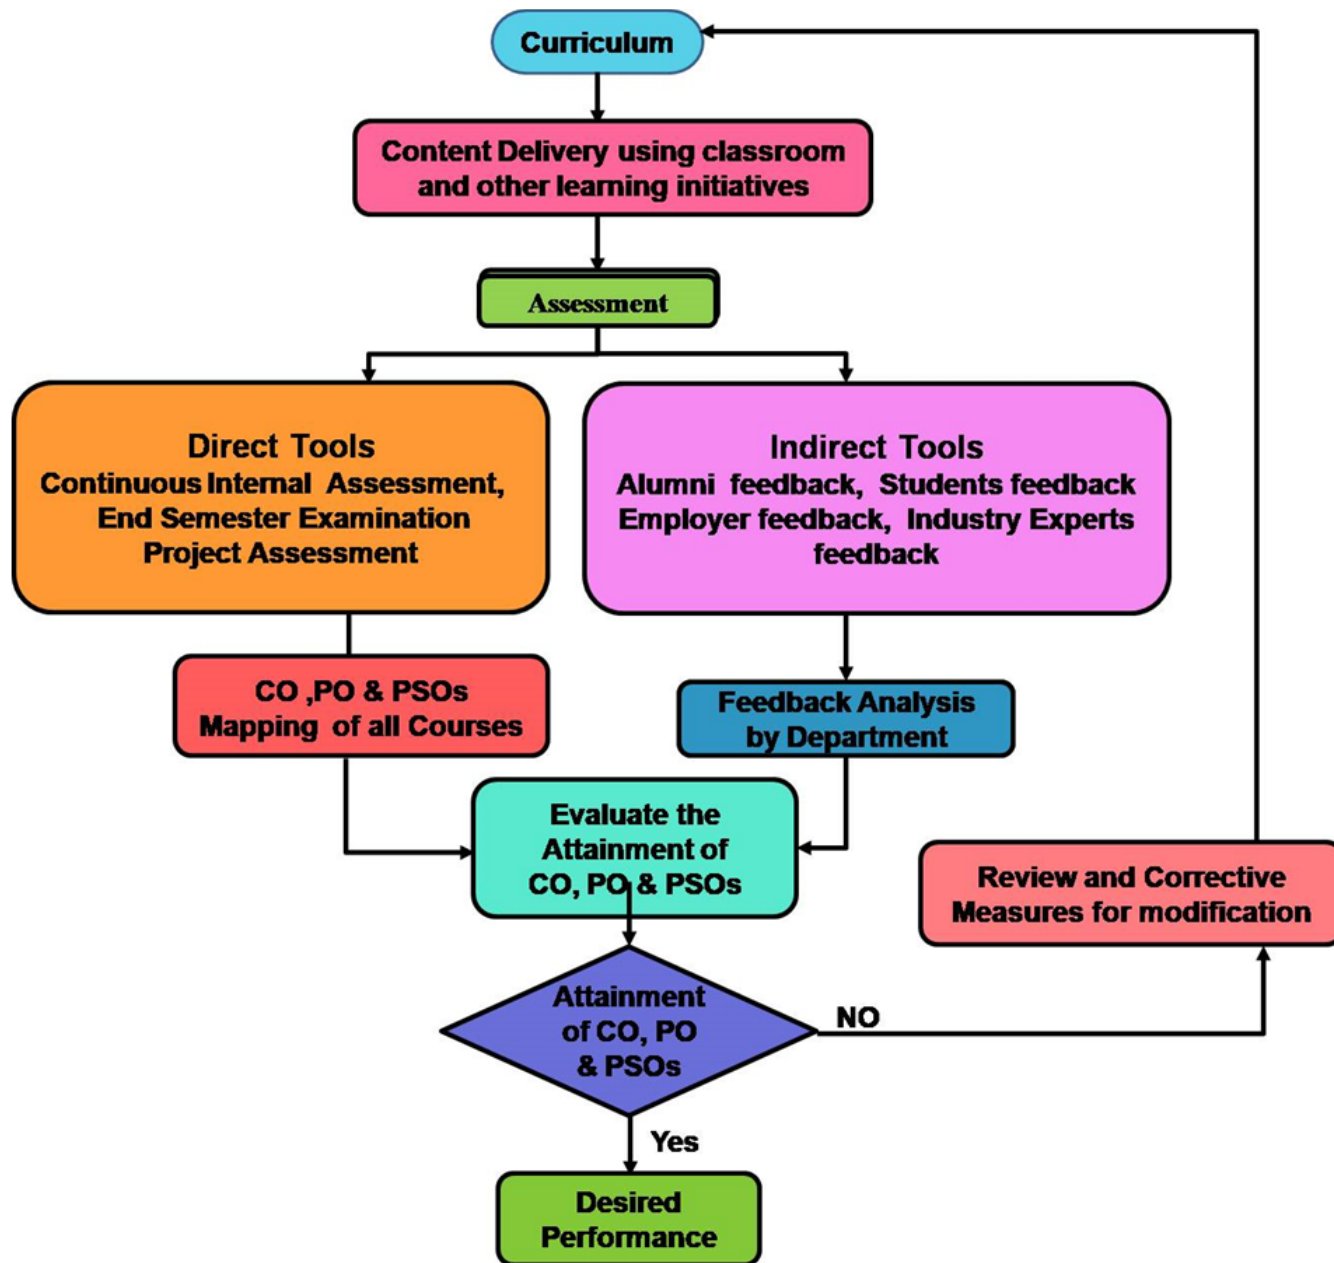 Curriculum
Content Delivery using classroom
and other learning initiatives
Assessment
Direct Tools
Continuous Internal Assessment,
End Semester Examination
Project Assessment
Indirect Tools
Alumni feedback, Students feedback
Employer feedback, Industry Experts
feedback
CO ,PO & PSOs
Mapping of all Courses
Feedback Analysis
by Department
Evaluate the
Attainment of
CO, PO & PSOs
Review and Corrective
Measures for modification
Attainment
of CO, PO
& PSOs
NO
Yes
Desired
Performance